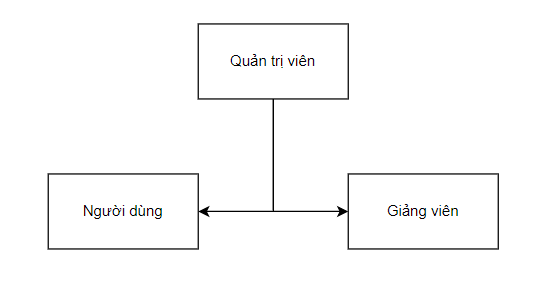 Quản trị viên
Người dùng
Giảng viên